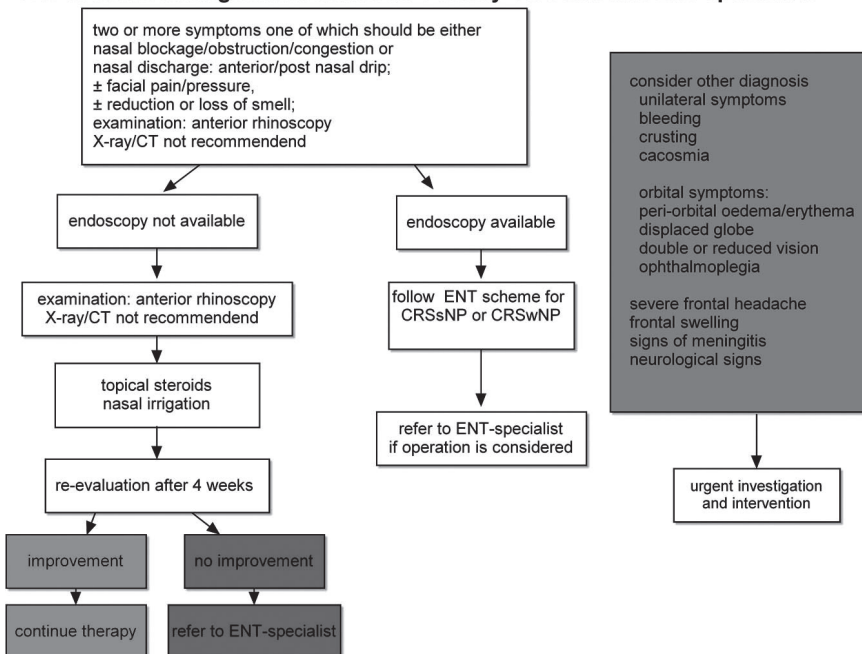 two or more symptoms one of which should be either
nasal blockage/obstruction/congestion or
nasal discharge: anterior/post nasal drip;
± facial pain/pressure,
± reduction or loss of smell;
examination: anterior rhinoscopy
X-ray/CT not recommendend
endoscopy not available
examination: anterior rhinoscopy
X-ray/CT not recommendend
topical steroids
nasal irrigation
re-evaluation after 4 weeks
improvement
continue therapy
no improvement
refer to ENT-specialist
endoscopy available
follow ENT scheme for
CRSsNP or CRSwNP
refer to ENT-specialist
if operation is considered
consider other diagnosis
unilateral symptoms
bleeding
crusting
cacosmia
orbital symptoms:
peri-orbital oedema/erythema
displaced globe
double or reduced vision
ophthalmoplegia
severe frontal headache
frontal swelling
signs of meningitis
neurological signs
urgent investigation
and intervention